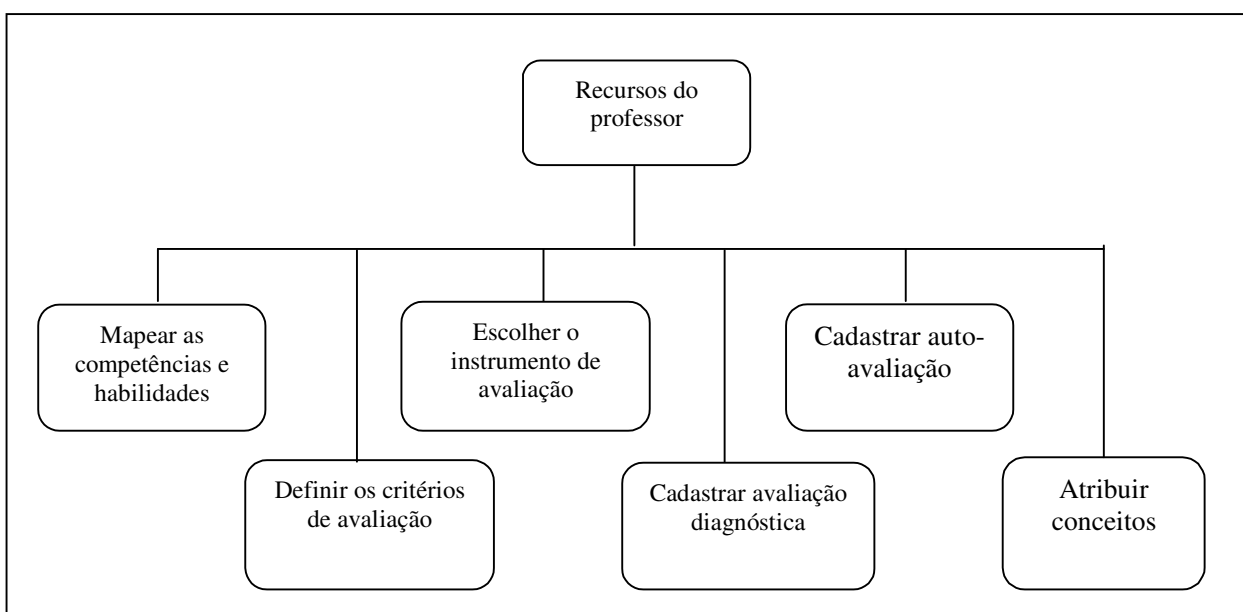 Recursos do
professor
Mapear as
competências e
habilidades
Escolher o
instrumento de
avaliação
Cadastrar auto-
avaliação
Definir os critérios
de avaliação
Cadastrar avaliação
diagnóstica
Atribuir
conceitos